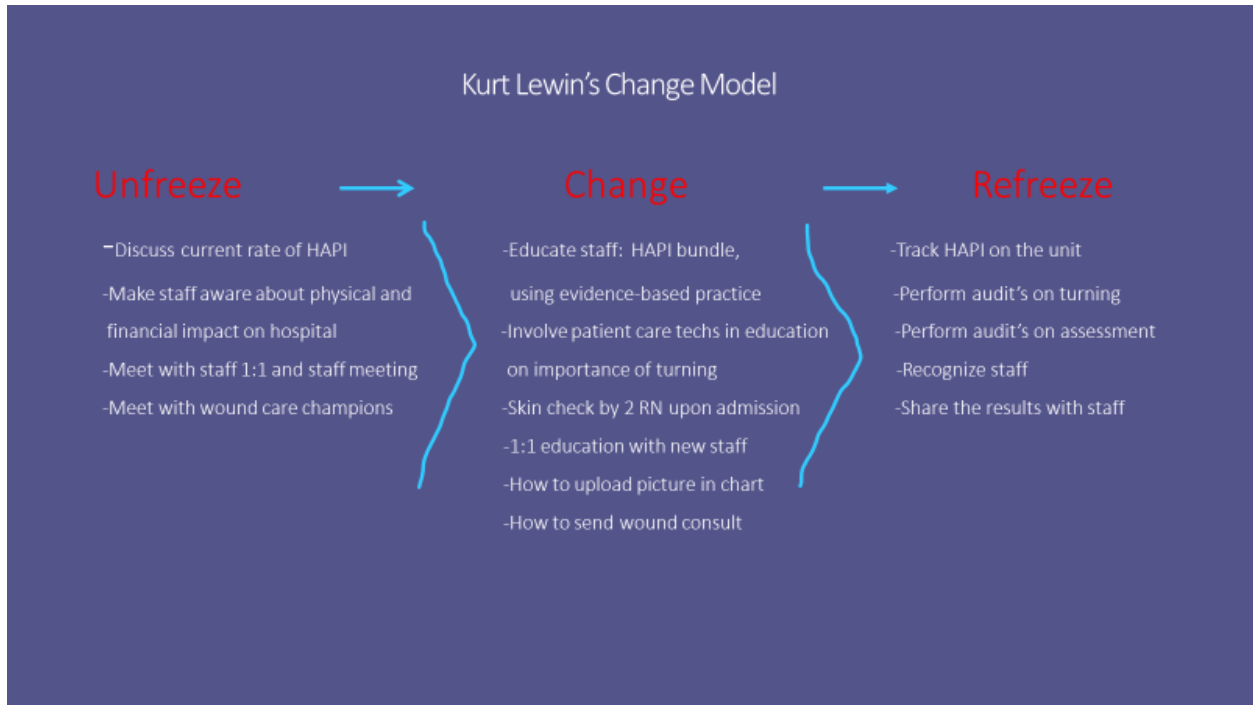 Kurt Lewin's Change Model
Unfreeze
-Discuss current rate of HAPI
-Make staff aware about physical and
financial impact on hospital
-Meet with staff 1:1 and staff meeting
-Meet with wound care champions
Change
-Educate staff: HAPI bundle,
using evidence-based practice
-Involve patient care techs in education
on importance of turning
-Skin check by 2 RN upon admission
-1:1 education with new staff
-How to upload picture in chart
-How to send wound consult
Refreeze
-Track HAPI on the unit
-Perform audit's on turning
-Perform audit's on assessment
-Recognize staff
-Share the results with staff